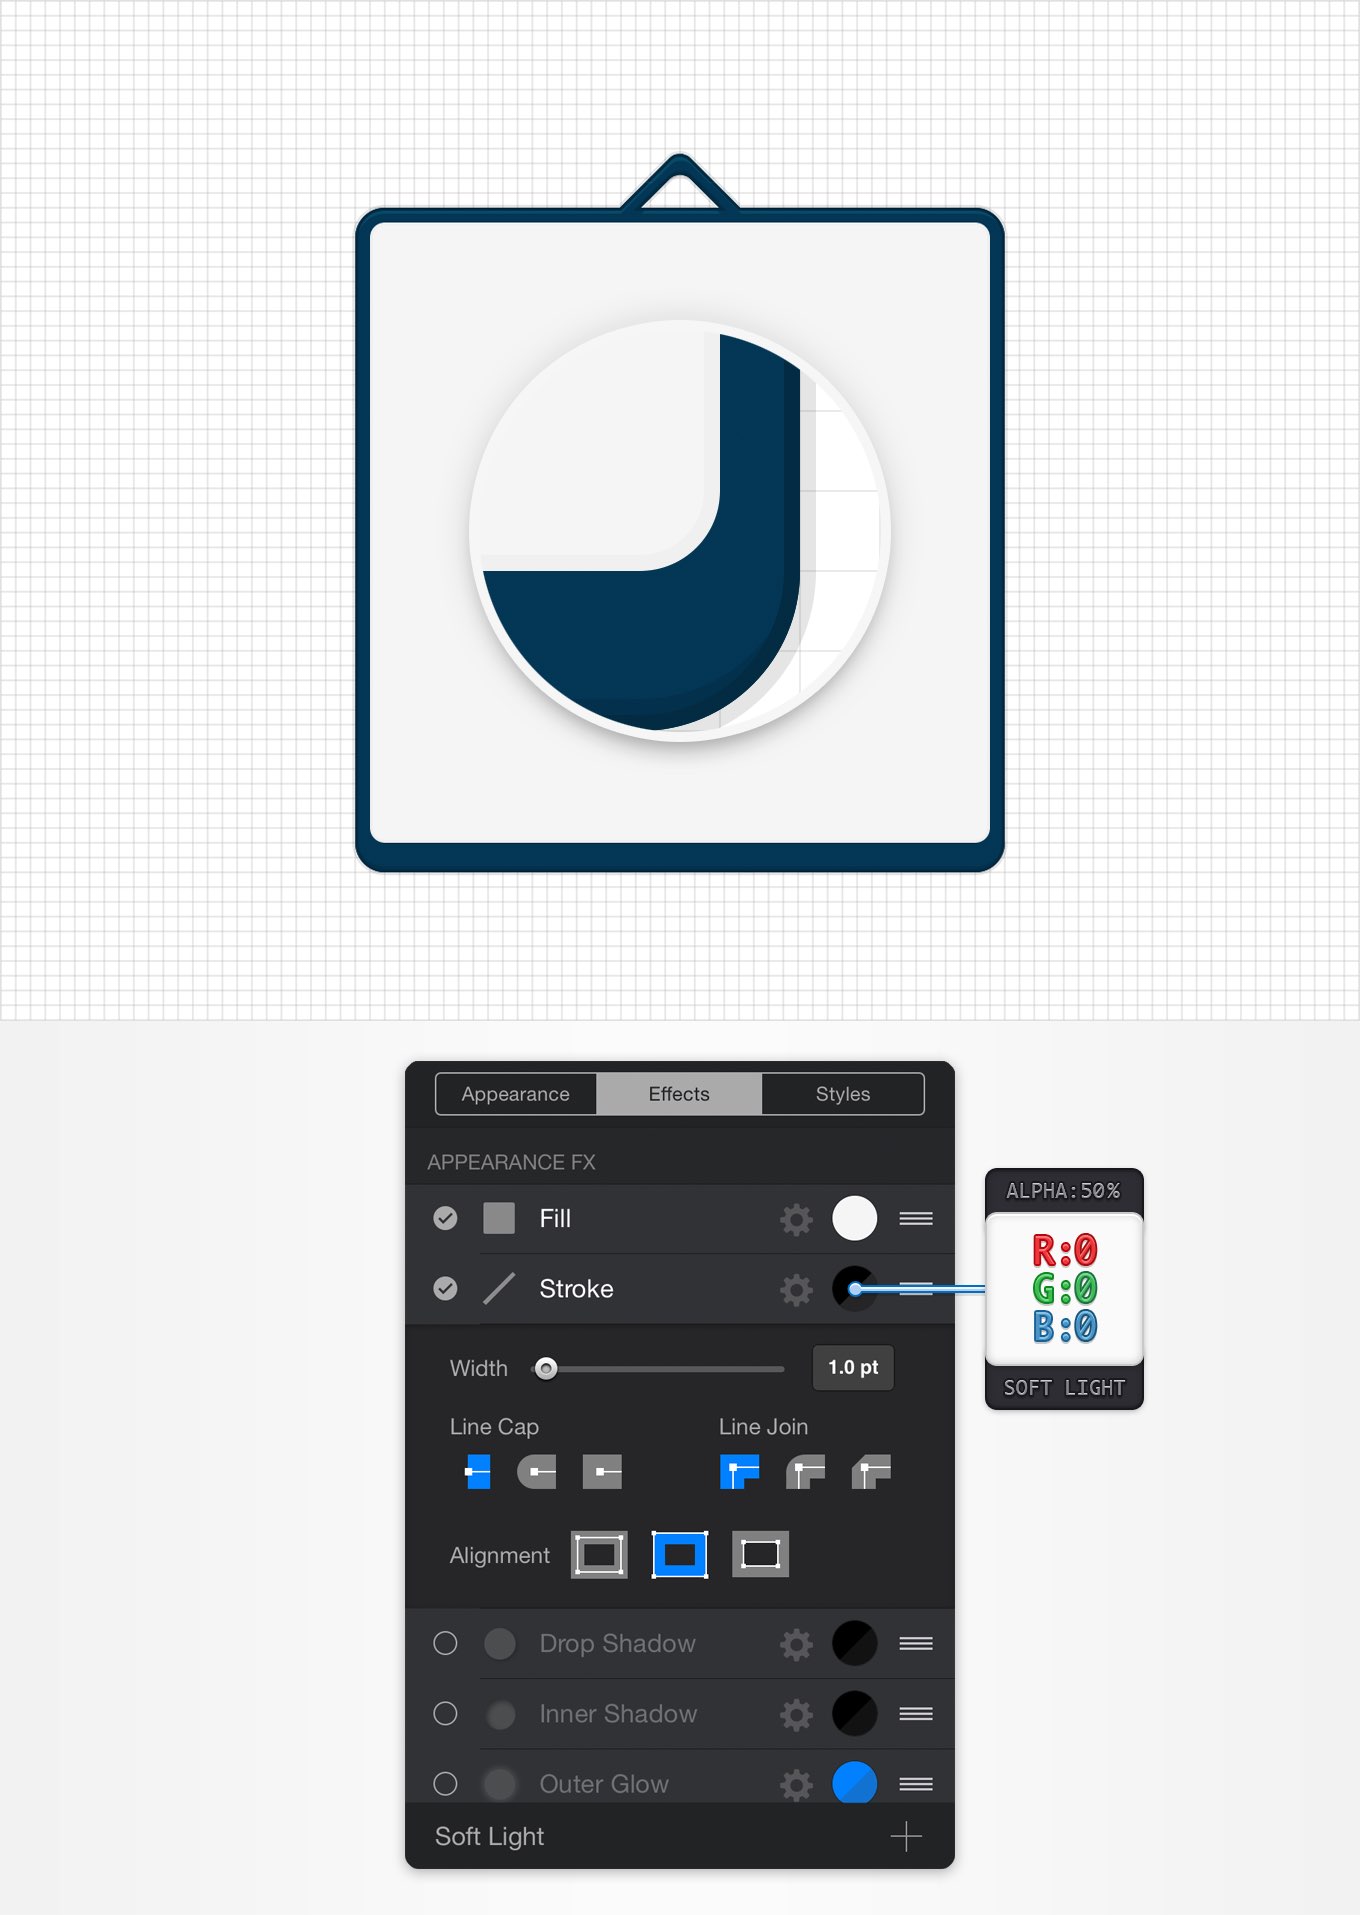 Appearance
Effects
Styles
APPEARANCE FX
Fill
Stroke
ALPHA:50%
R:0
G:0
B:0
SOFT LIGHT
Width
1.0 pt
Line Cap
Line Join
Alignment
Drop Shadow
Inner Shadow
Outer Glow
Soft Light